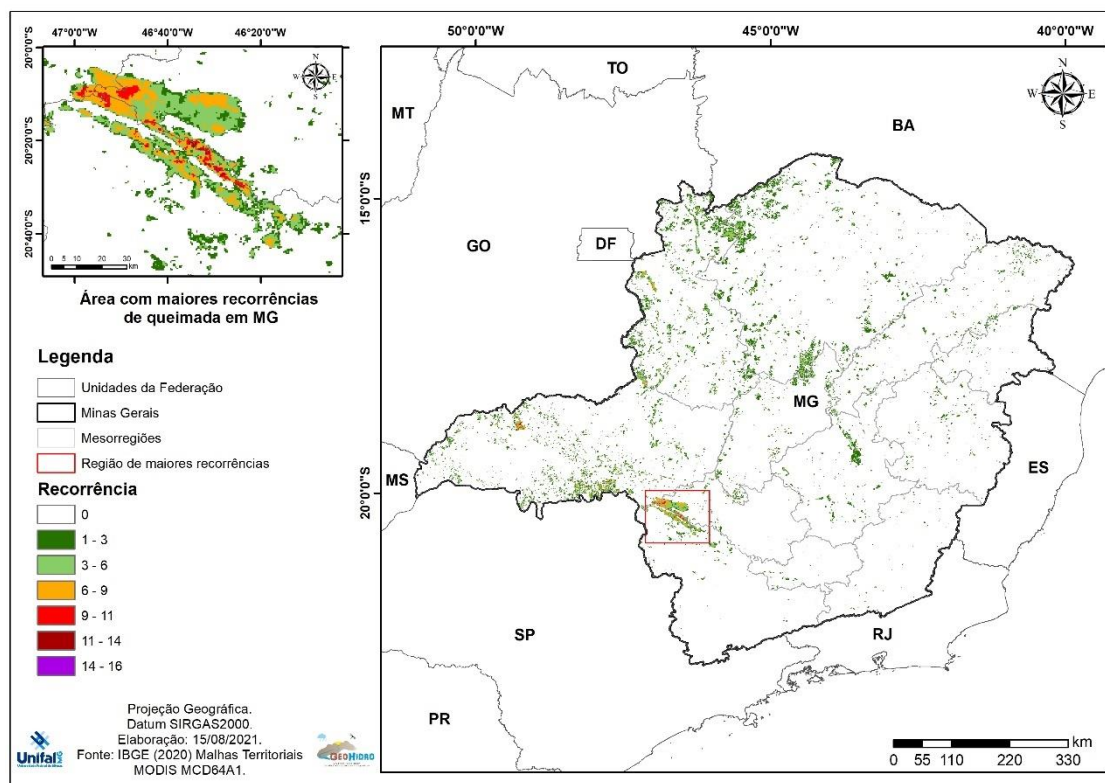 47°0'0"W 46°40'0"W 46°20'0"W
20°0'0"S
20°20'0"S
20°40'0"S
N
W E
S
0 5 10 20 30
km
Área com maiores recorrências
de queimada em MG
Legenda
Unidades da Federação
Minas Gerais
Mesorregiões
Região de maiores recorrências
Recorrência
0
1 - 3
3 - 6
6 - 9
9 - 11
11 - 14
14 - 16
Projeção Geográfica.
Datum SIRGAS2000.
Elaboração: 15/08/2021.
Fonte: IBGE (2020) Malhas Territoriais
MODIS MCD64A1.
Unifal
GEOHIDRO
50°0'0"W 45°0'0"W 40°0'0"W
15°0'0"S
20°0'0"S
N
W E
S
TO
MT
BA
GO
DF
MG
ES
MS
SP
RJ
PR
km
0 55 110 220 330